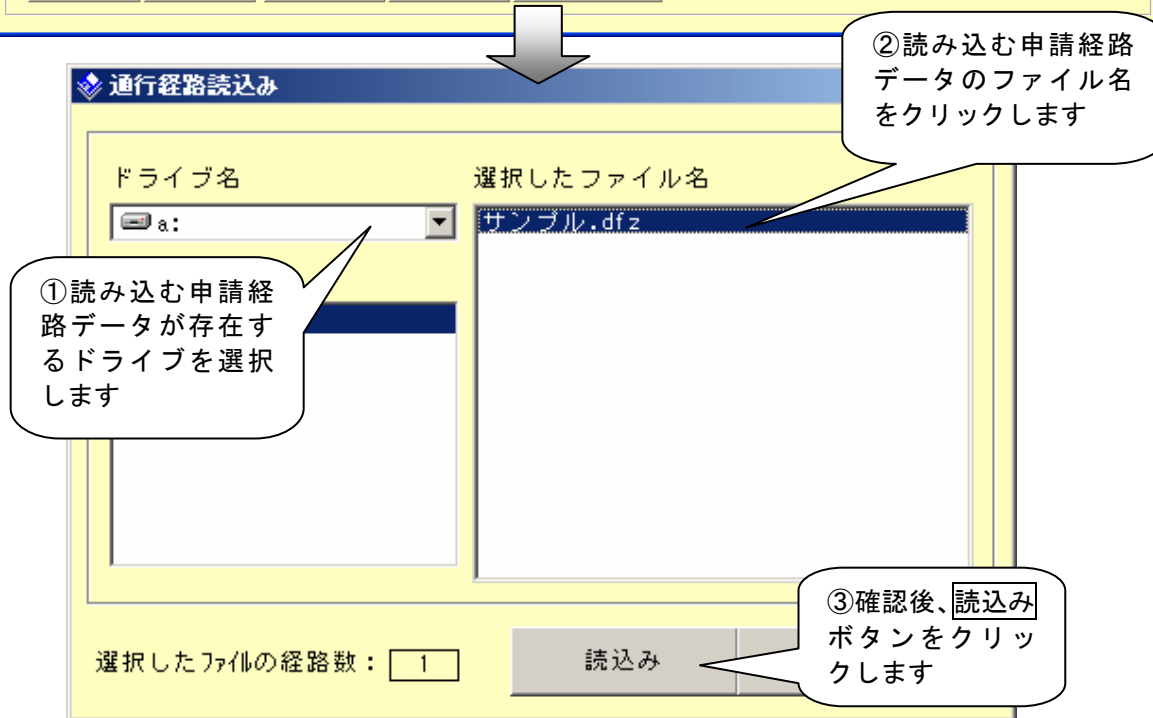 通行経路読込み
②読み込む申請経路
データのファイル名
をクリックします
ドライブ名
選択したファイル名
a:
サンプル.dfz
①読み込む申請経
路データが存在す
るドライブを選択
します
③確認後、読込み
ボタンをクリッ
クします
選択したファイルの経路数：
1
読込み